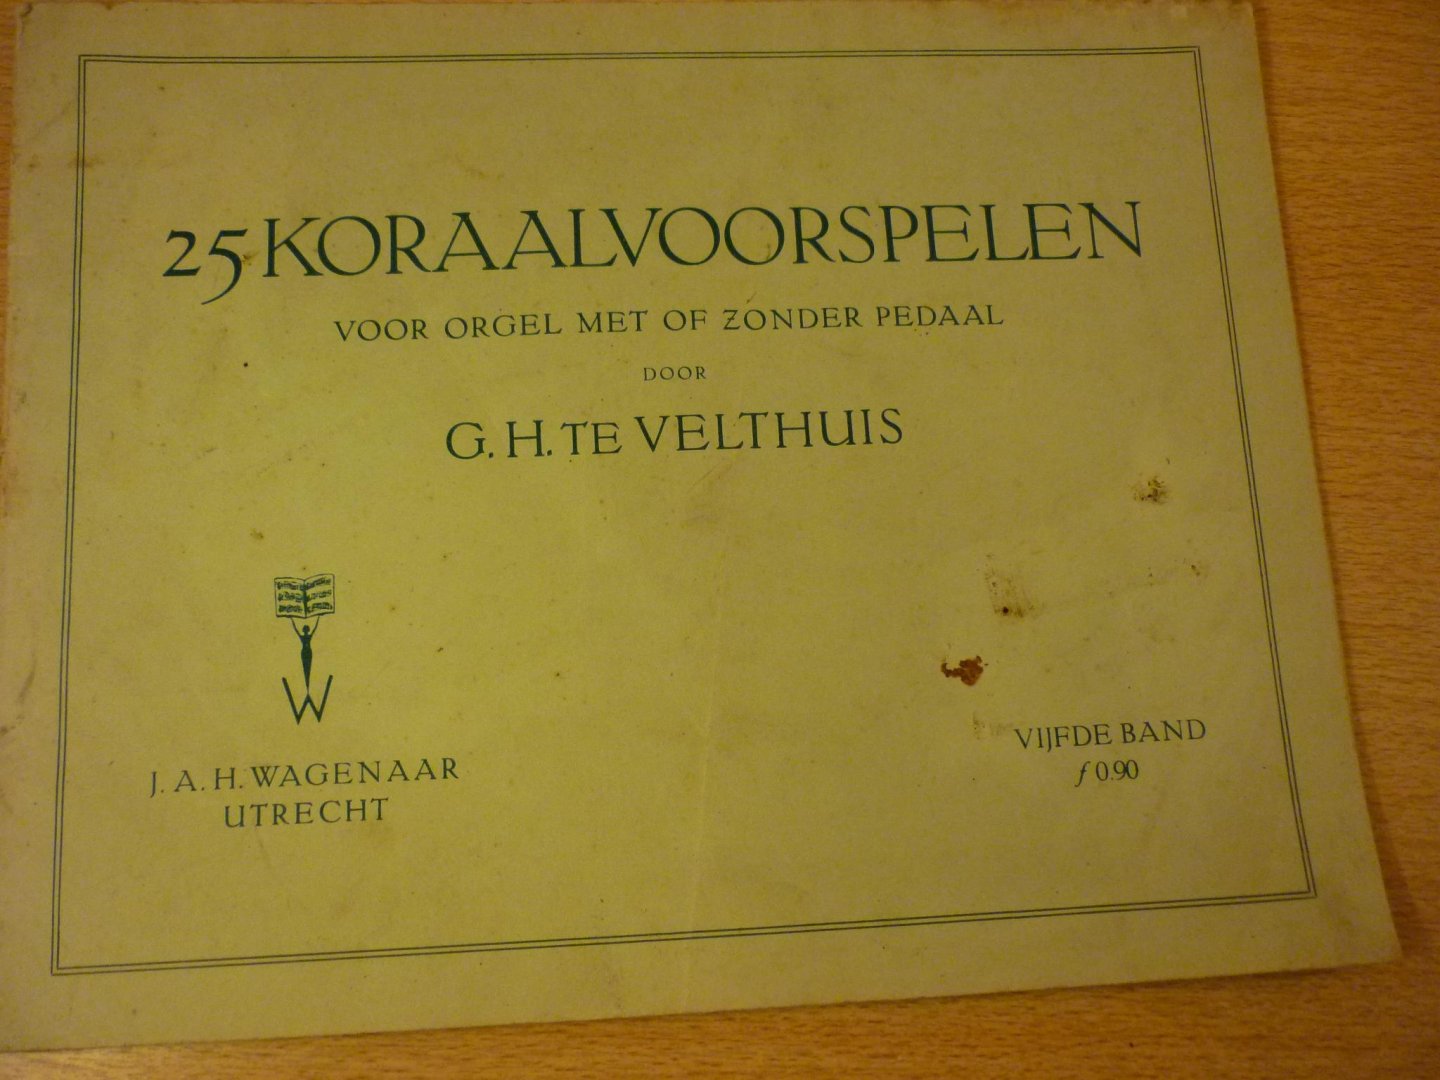 25 KORAALVOORSPELEN
VOOR ORGEL MET OF ZONDER PEDAAL
DOOR
G. H. TE VELTHUIS
W
J. A. H. WAGENAAR
UTRECHT
VIJFDE BAND
ƒ 0.90